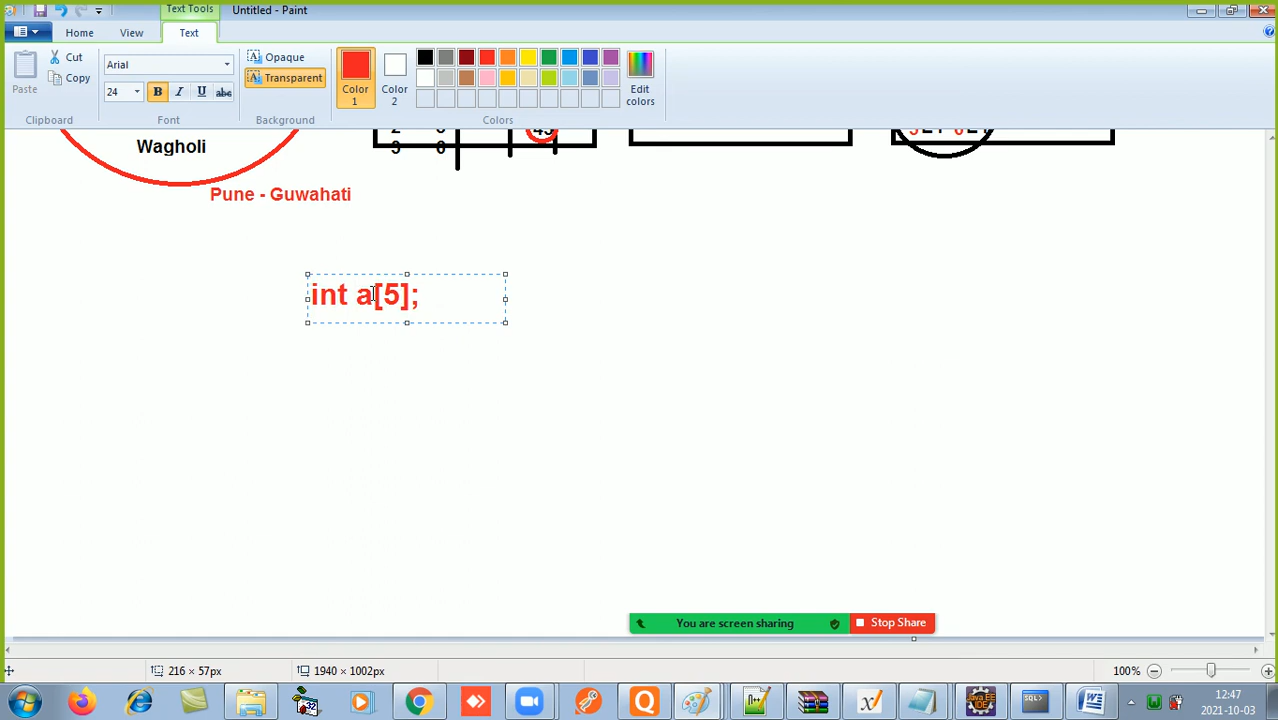 Text Tools
Untitled - Paint
Home
View
Text
Paste
Cut
Copy
Clipboard
Arial
24
B I U abc
Font
Opaque
Transparent
Background
Color 1
Color 2
Edit colors
Colors
Wagholi
3 6
Pune - Guwahati
int a[5];
You are screen sharing
Stop Share
216 × 57px
1940 × 1002px
100%
12:47
2021-10-03